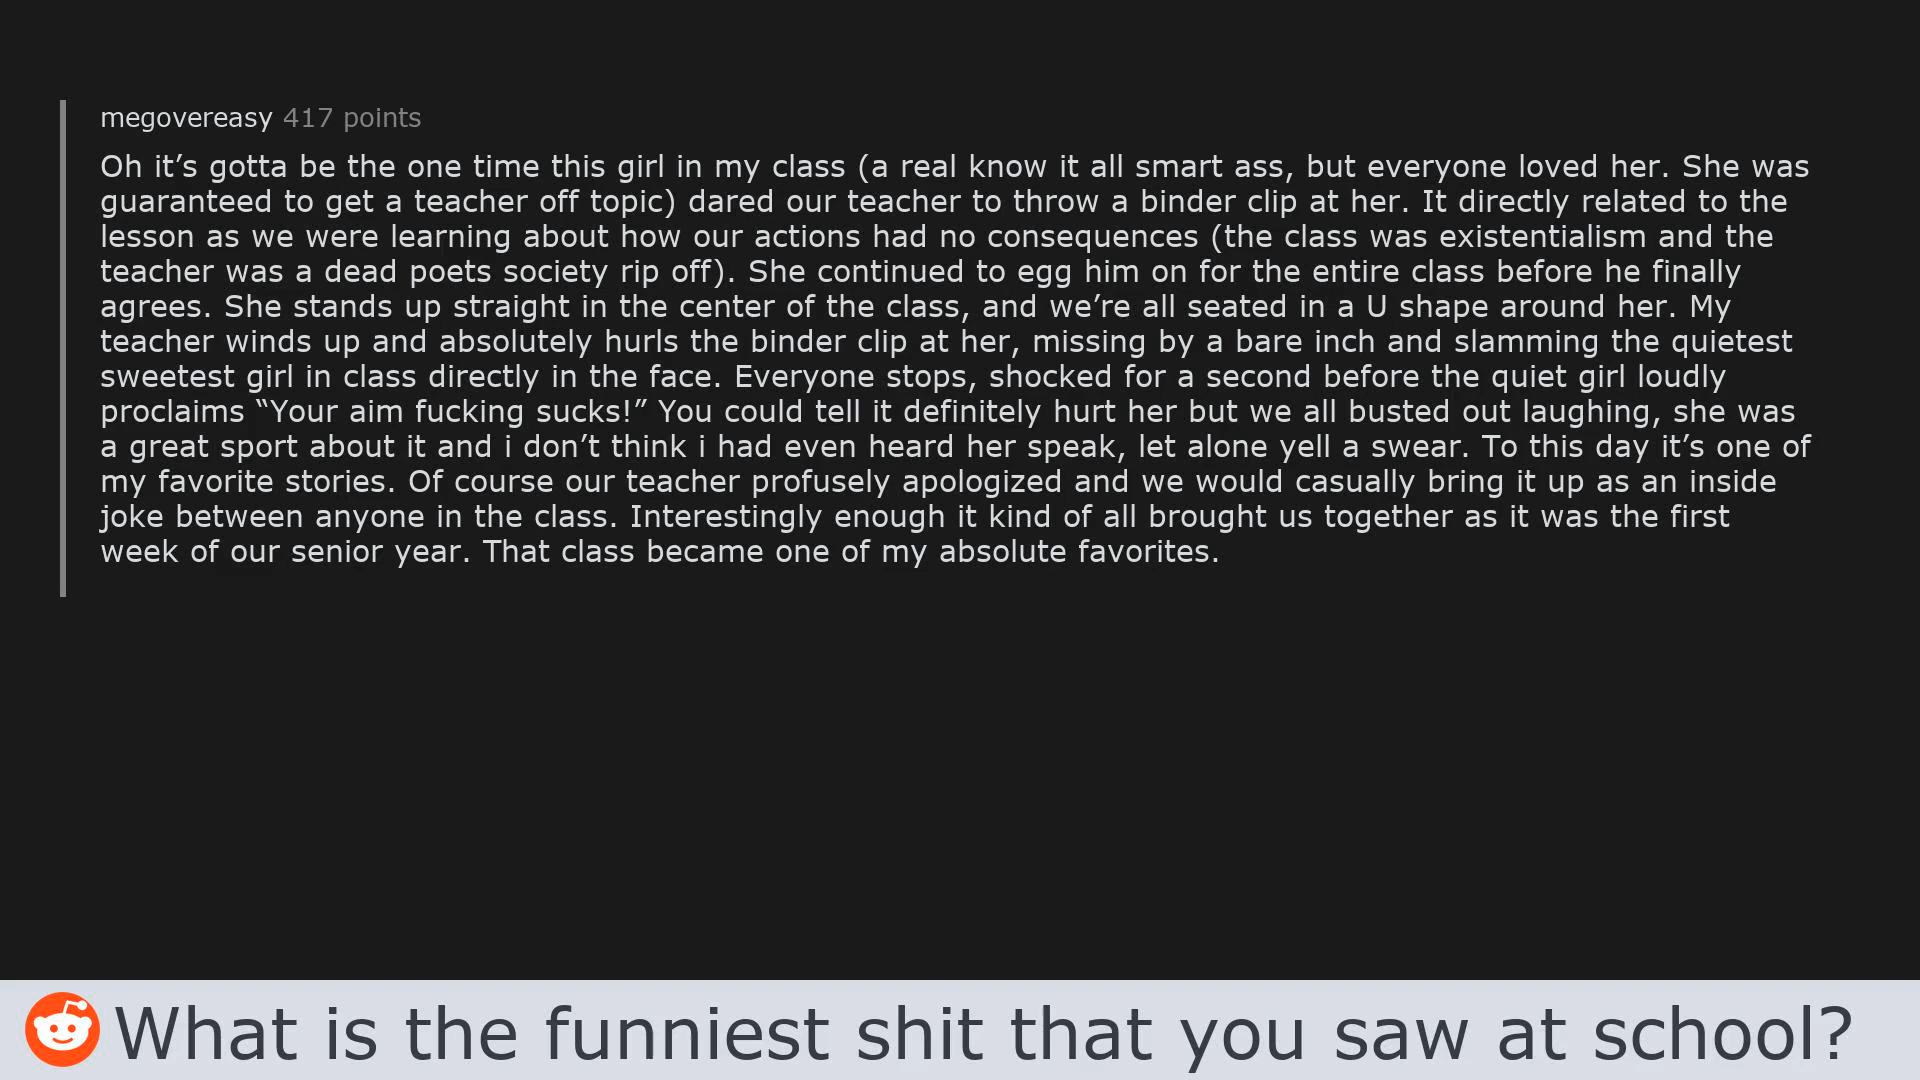 megovereasy 417 points
Oh it’s gotta be the one time this girl in my class (a real know it all smart ass, but everyone loved her. She was
guaranteed to get a teacher off topic) dared our teacher to throw a binder clip at her. It directly related to the
lesson as we were learning about how our actions had no consequences (the class was existentialism and the
teacher was a dead poets society rip off). She continued to egg him on for the entire class before he finally
agrees. She stands up straight in the center of the class, and we’re all seated in a U shape around her. My
teacher winds up and absolutely hurls the binder clip at her, missing by a bare inch and slamming the quietest
sweetest girl in class directly in the face. Everyone stops, shocked for a second before the quiet girl loudly
proclaims “Your aim fucking sucks!” You could tell it definitely hurt her but we all busted out laughing, she was
a great sport about it and i don’t think i had even heard her speak, let alone yell a swear. To this day it’s one of
my favorite stories. Of course our teacher profusely apologized and we would casually bring it up as an inside
joke between anyone in the class. Interestingly enough it kind of all brought us together as it was the first
week of our senior year. That class became one of my absolute favorites.
What is the funniest shit that you saw at school?